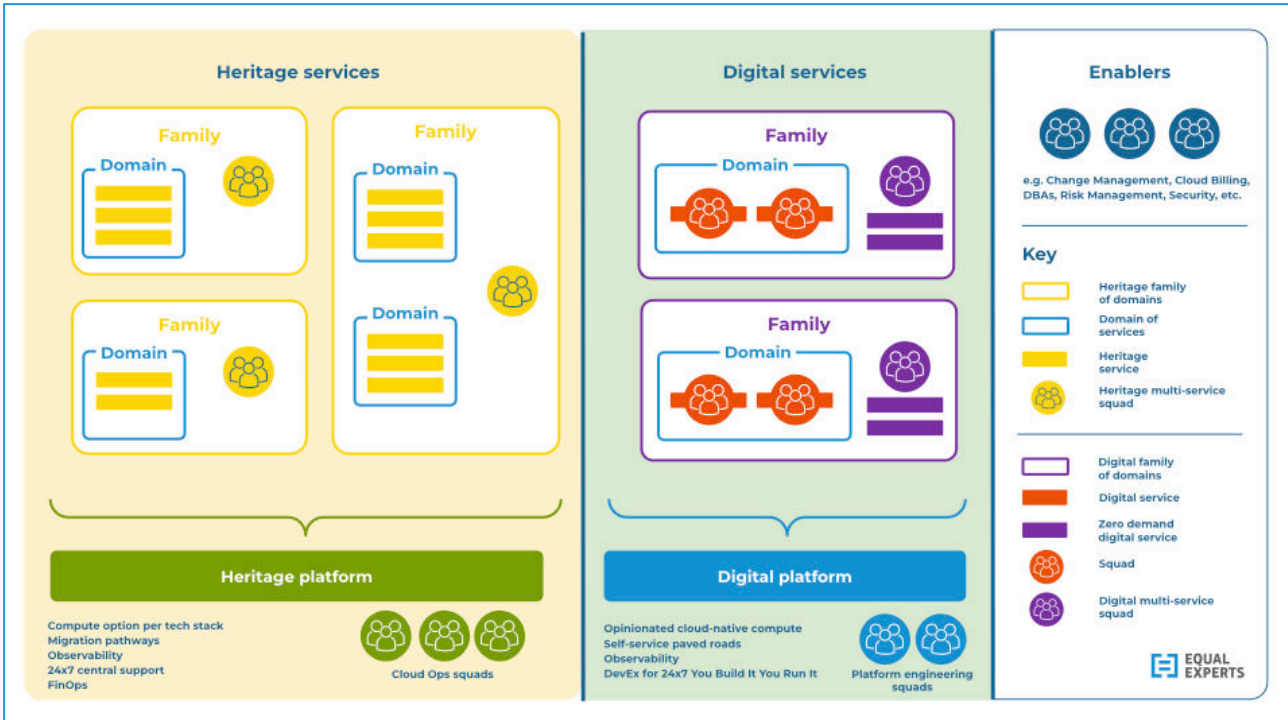 Heritage services
Family
Domain
Family
Domain
Family
Domain
Domain
Heritage platform
Compute option per tech stack
Migration pathways
Observability
24x7 central support
FinOps
Cloud Ops squads
Digital services
Family
Domain
Family
Domain
Digital platform
Opinionated cloud-native compute
Self-service paved roads
Observability
DevEx for 24x7 You Build It You Run It
Platform engineering
squads
Enablers
e.g. Change Management, Cloud Billing,
DBAs, Risk Management, Security, etc.
Key
Heritage family
of domains
Domain of
services
Heritage
service
Heritage multi-service
squad
Digital family
of domains
Digital service
Zero demand
digital service
Squad
Digital multi-service
squad
EQUAL
EXPERTS